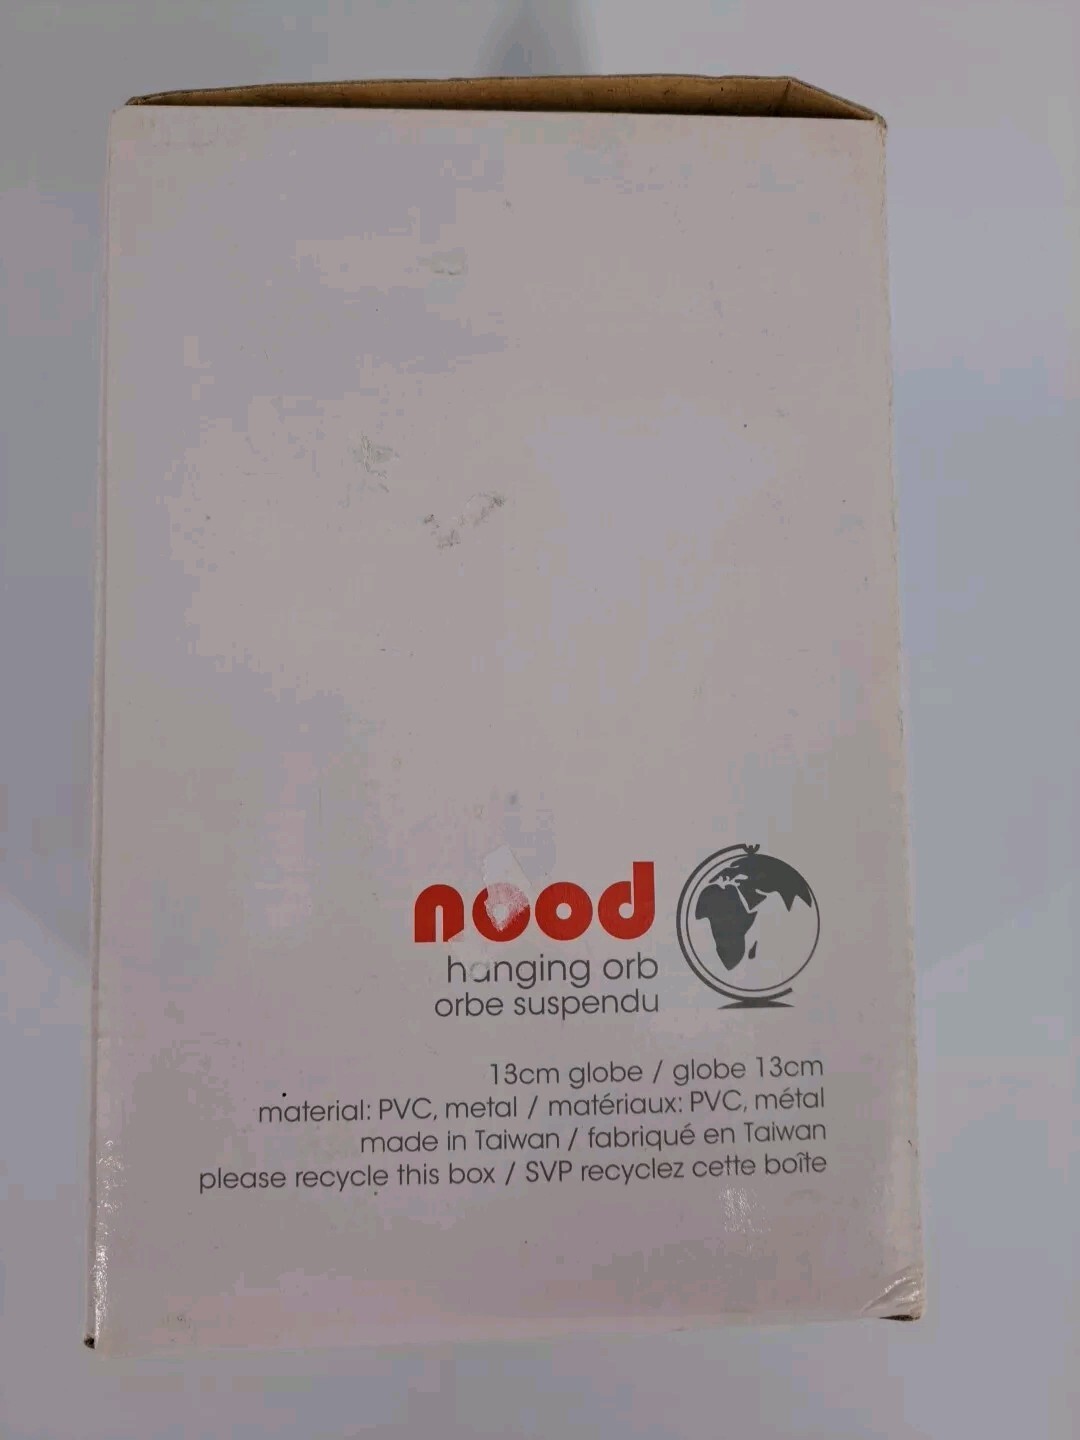 nood
hanging orb
orbe suspendu
13cm globe / globe 13cm
material: PVC, metal / matériaux: PVC, métal
made in Taiwan / fabriqué en Taiwan
please recycle this box / SVP recyclez cette boîte